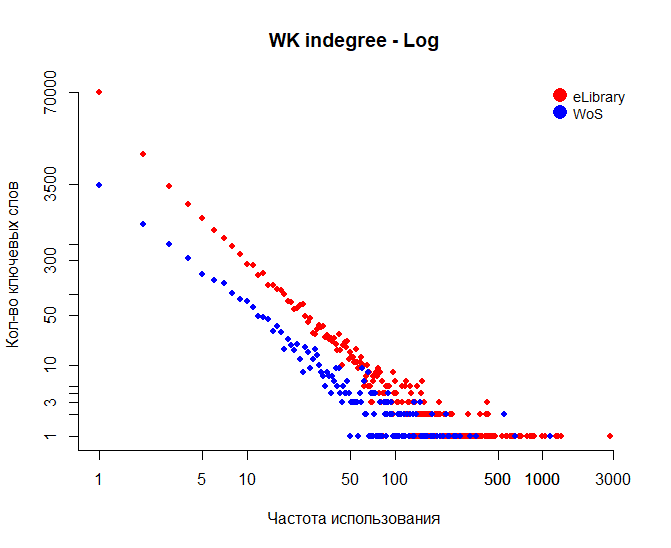 WK indegree - Log
eLibrary
WoS
Кол-во ключевых слов
70000
3500
300
50
10
3
1
1 5 10 50 100 500 1000 3000
Частота использования